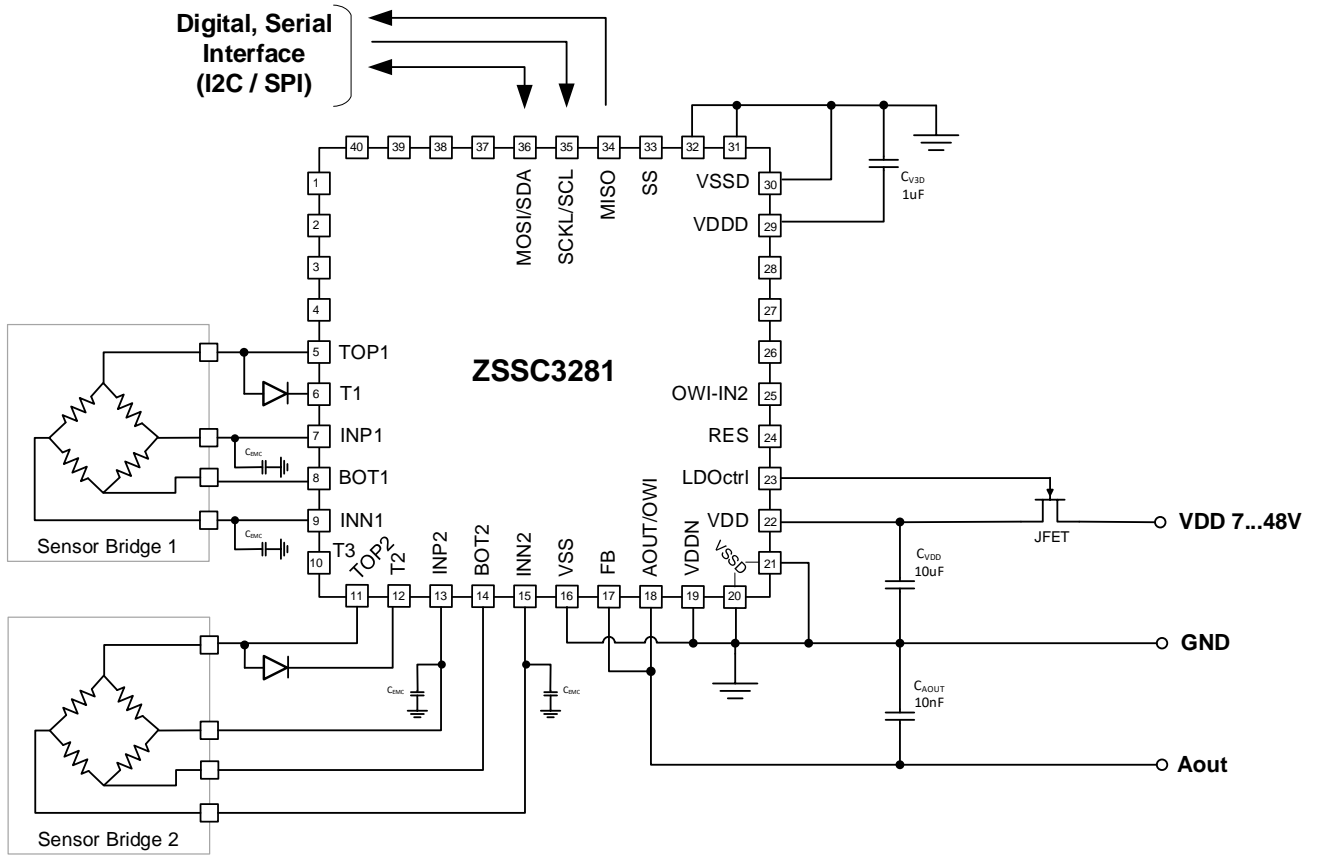 Digital, Serial
Interface
(I2C / SPI)
40
39
38
37
36
35
34
33
32
31
MOSI/SDA
SCKL/SCL
MISO
SS
1
2
3
4
5
6
7
8
9
10
TOP1
T1
INP1
BOT1
INN1
T3
ZSSC3281
VSSD
VDDD
OWI-IN2
RES
LDOctrl
VDD
VSSD
30
29
28
27
26
25
24
23
22
21
CV3D
1uF
CEMC
CEMC
Sensor Bridge 1
JFET
VDD 7...48V
CVDD
10uF
TOP2
T2
INP2
BOT2
INN2
VSS
FB
AOUT/OWI
VDDN
11
12
13
14
15
16
17
18
19
20
GND
CEMC
CEMC
CAOUT
10nF
Aout
Sensor Bridge 2